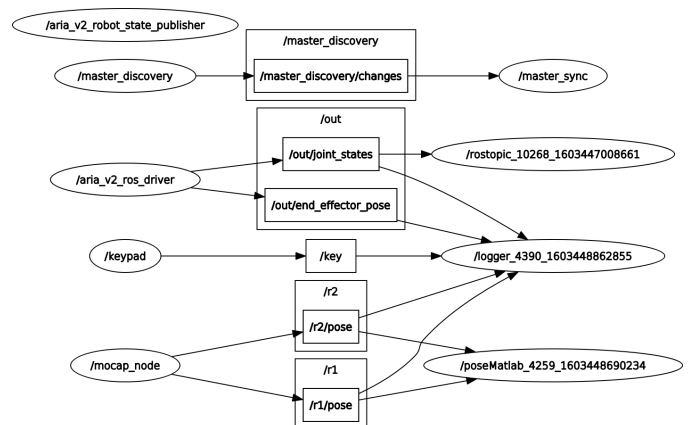 /aria_v2_robot_state_publisher
/master_discovery
/master_discovery
/master_discovery/changes
/master_sync
/out
/out/joint_states
/rostopic_10268_1603447008661
/aria_v2_ros_driver
/out/end_effector_pose
/keypad
/key
/logger_4390_1603448862855
/r2
/r2/pose
/mocap_node
/poseMatlab_4259_1603448690234
/r1
/r1/pose